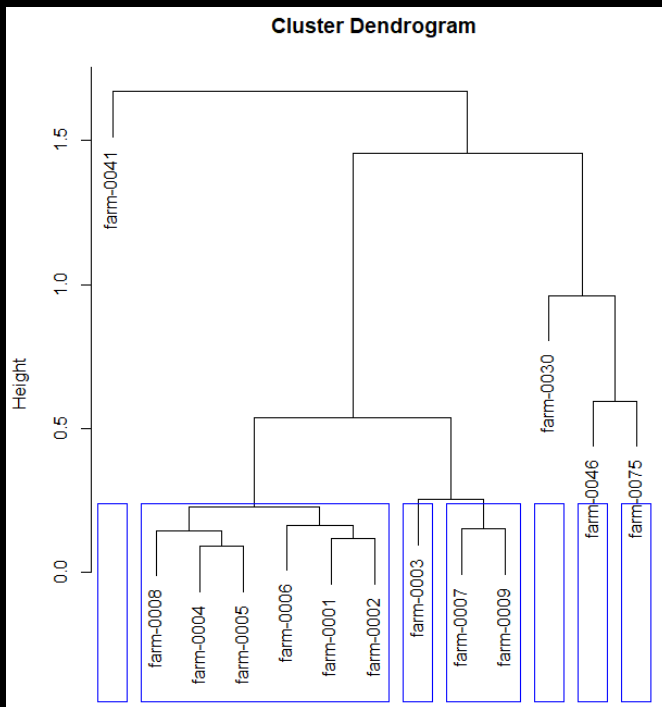 Cluster Dendrogram
Height
1.5
1.0
0.5
0.0
farm-0041
farm-0008
farm-0004
farm-0005
farm-0006
farm-0001
farm-0002
farm-0003
farm-0007
farm-0009
farm-0030
farm-0046
farm-0075